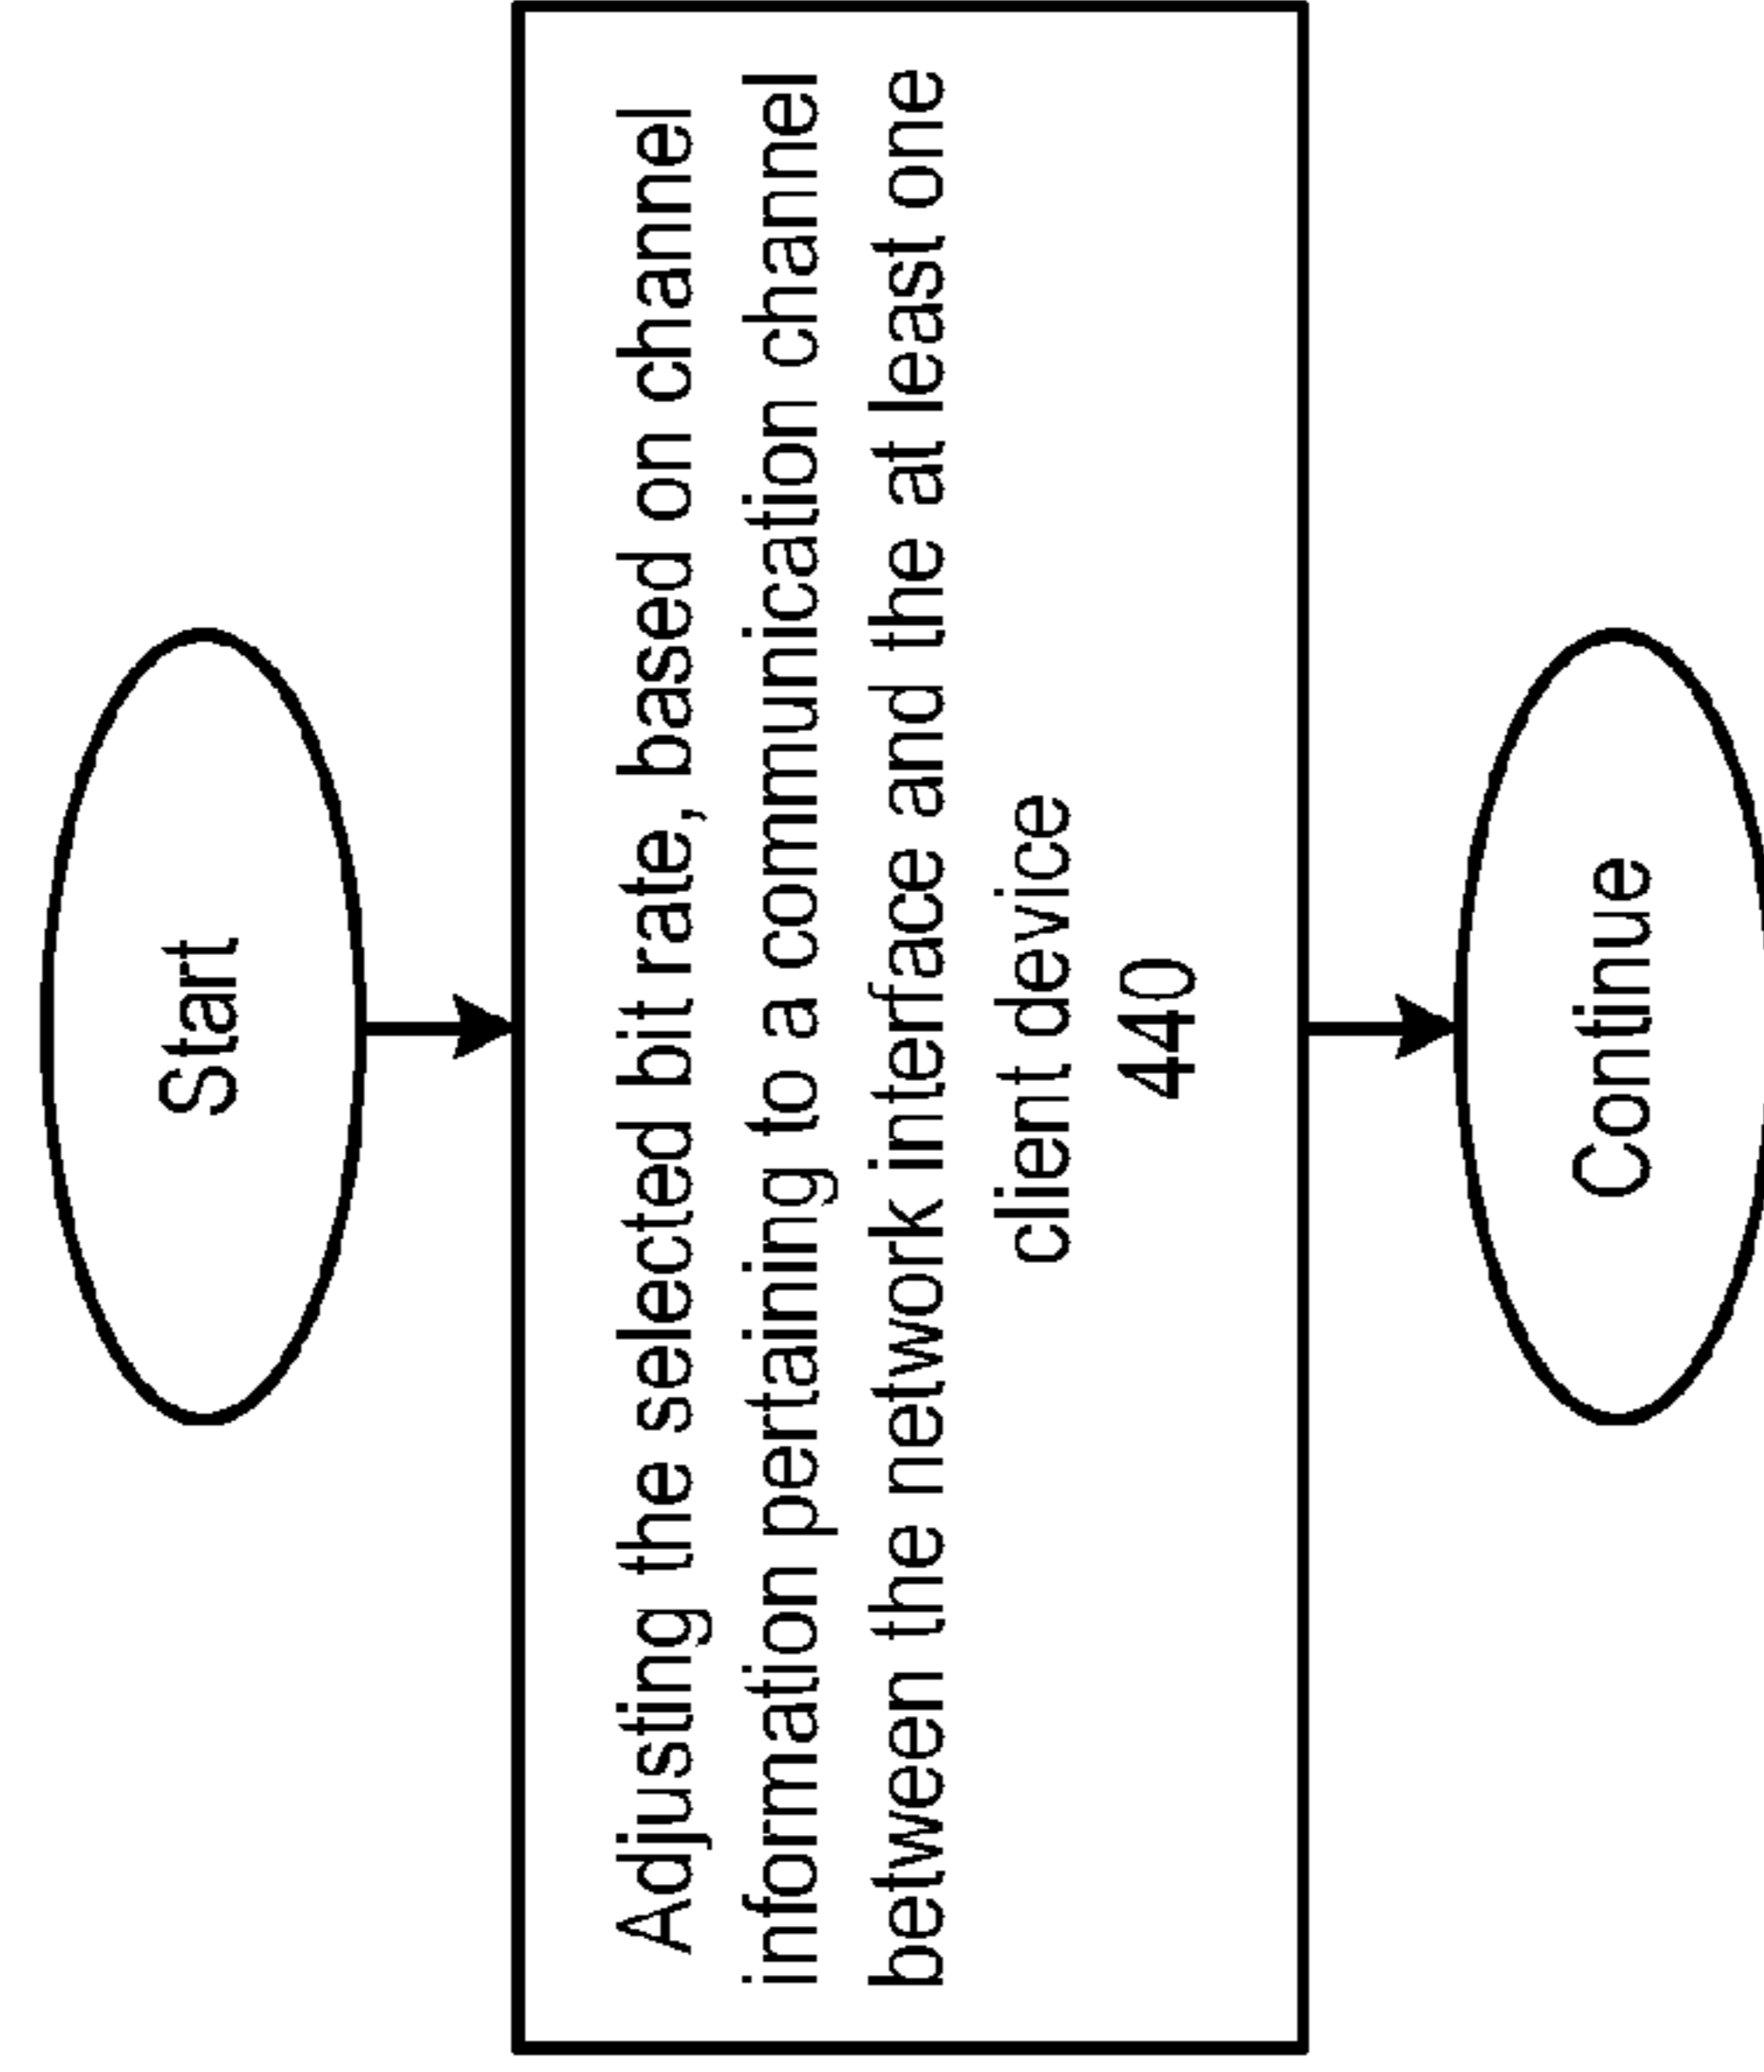 Start
Adjusting the selected bit rate, based on channel
information pertaining to a communication channel
between the network interface and the at least one
client device
440
Continue